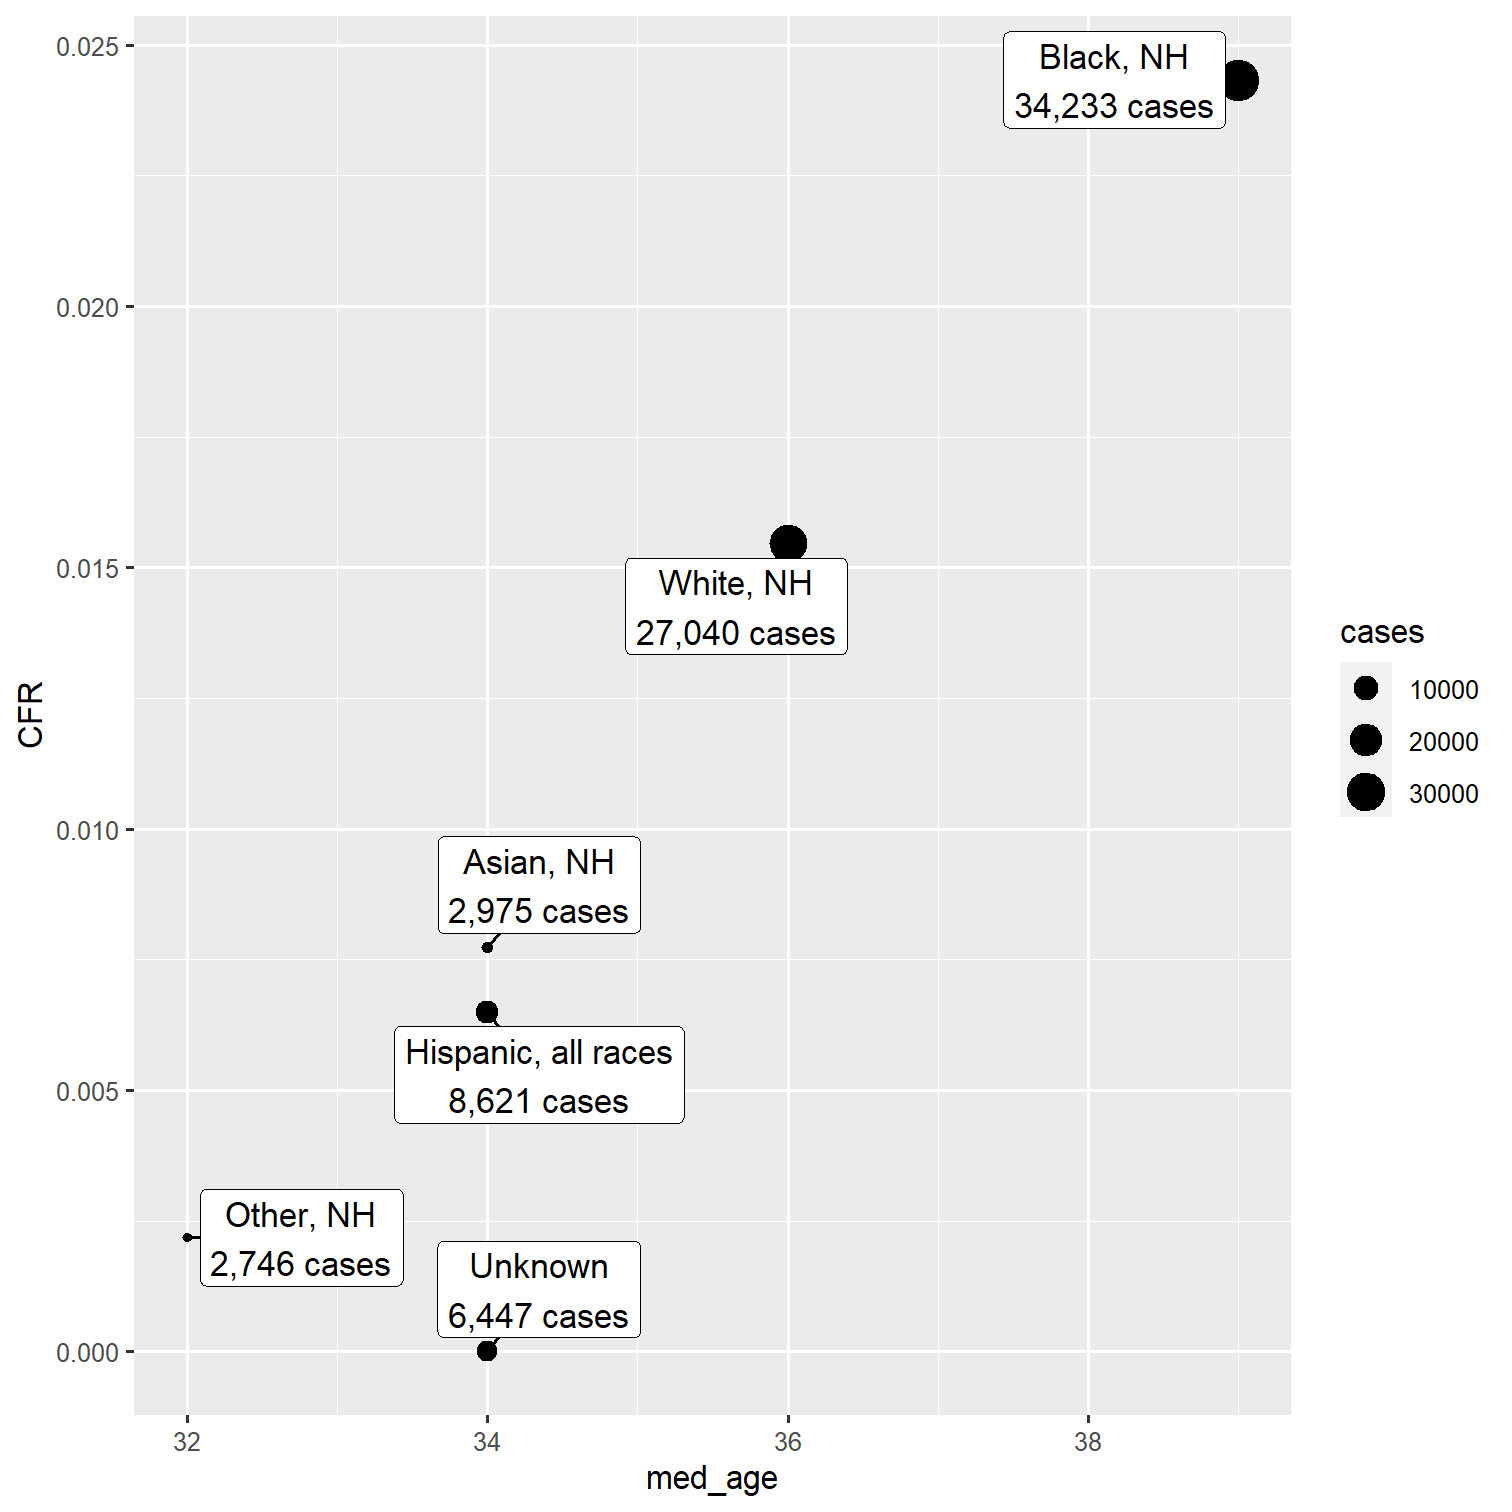 0.025
0.020
0.015
0.010
0.005
0.000
CFR
Black, NH
34,233 cases
White, NH
27,040 cases
Asian, NH
2,975 cases
Hispanic, all races
8,621 cases
Other, NH
2,746 cases
Unknown
6,447 cases
32
34
36
38
med_age
cases
10000
20000
30000